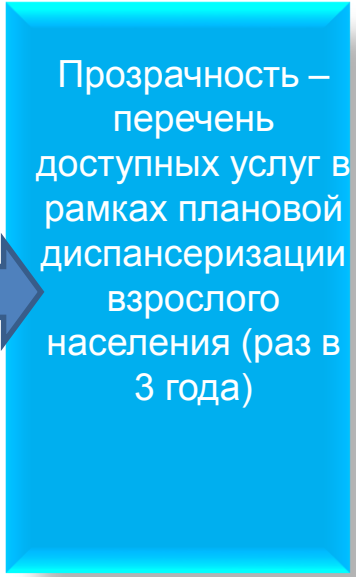 Прозрачность –
перечень
доступных услуг в
рамках плановой
диспансеризации
взрослого
населения (раз в
3 года)